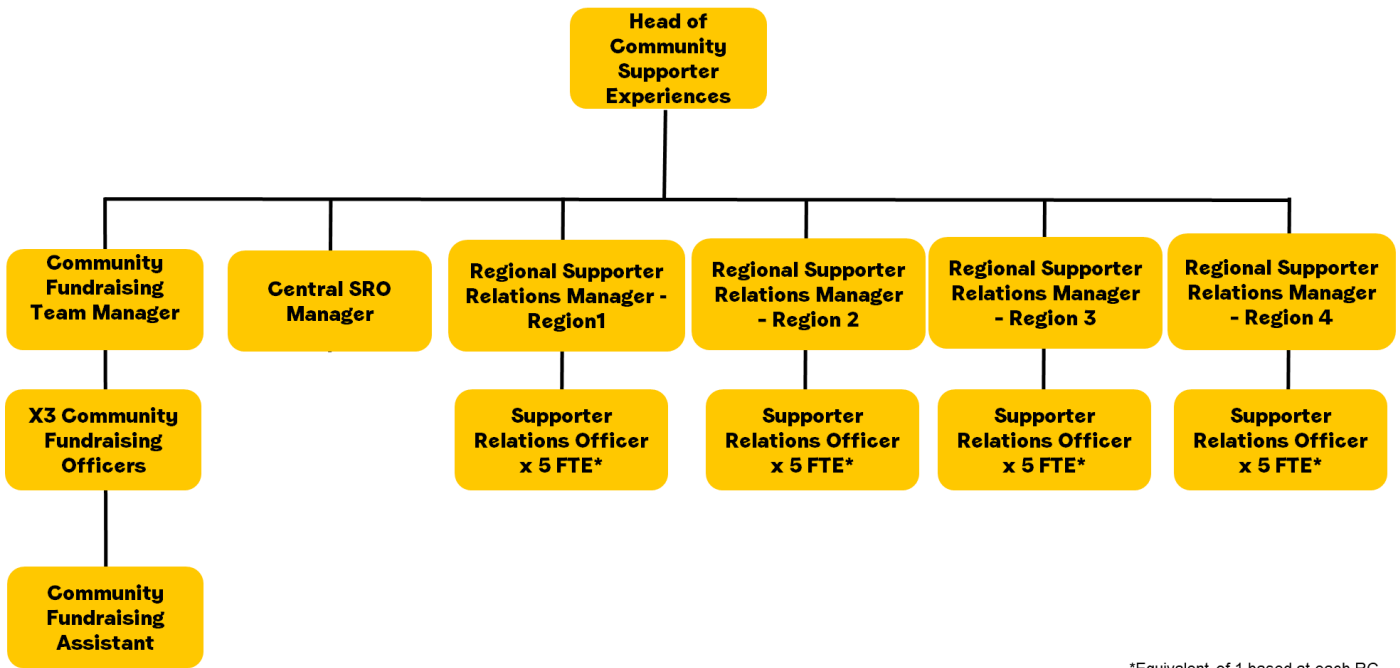 Head of
Community
Supporter
Experiences
Community
Fundraising
Team Manager
Central SRO
Manager
Regional Supporter
Relations Manager -
Region1
Regional Supporter
Relations Manager
- Region 2
Regional Supporter
Relations Manager
- Region 3
Regional Supporter
Relations Manager
- Region 4
X3 Community
Fundraising
Officers
Supporter
Relations Officer
x 5 FTE*
Supporter
Relations Officer
x 5 FTE*
Supporter
Relations Officer
x 5 FTE*
Supporter
Relations Officer
x 5 FTE*
Community
Fundraising
Assistant
*Equivalent of 1 based at each